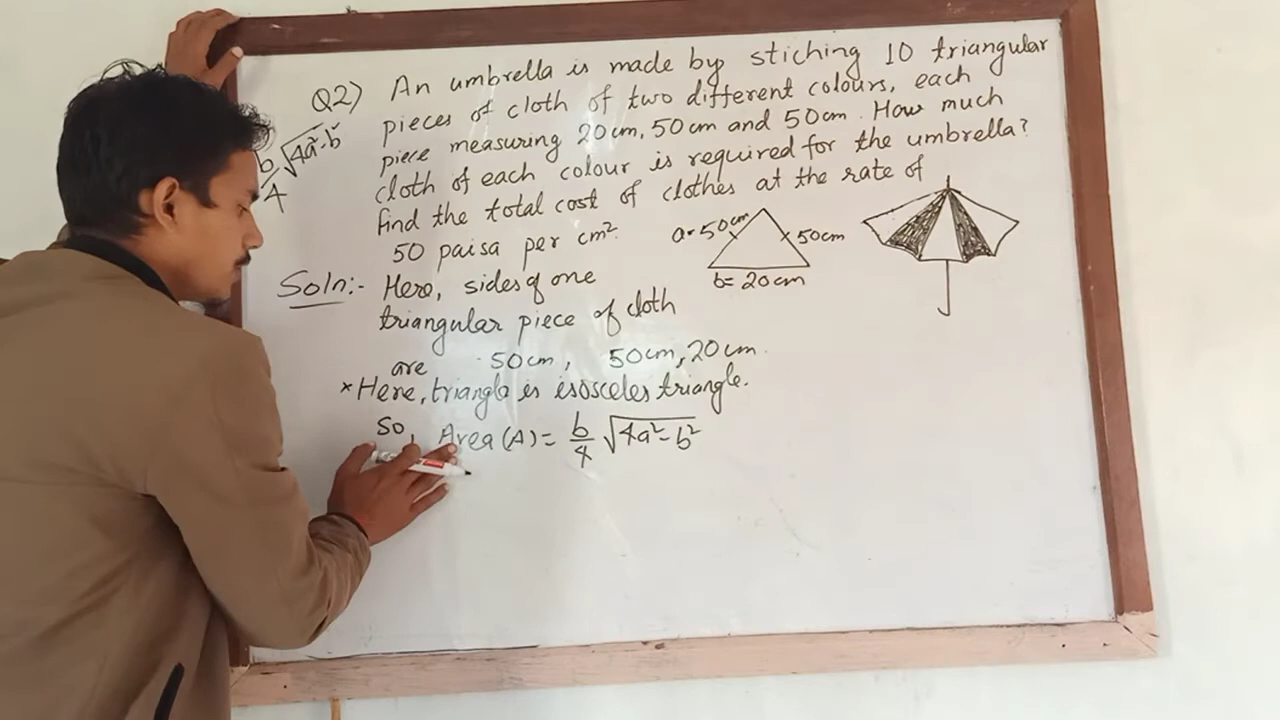 Q2) An umbrella is made by stiching 10 triangular
pieces of cloth of two different colours, each
piece measuring 20cm, 50cm and 50cm. How much
cloth of each colour is required for the umbrella?
find the total cost of clothes at the rate of
50 paisa per cm².
b/4 √4a²-b²
a=50cm
50cm
b=20cm
Soln:- Here, sides of one
triangular piece of cloth
are 50cm, 50cm, 20cm.
*Here, triangle is isosceles triangle.
So, Area (A) = b/4 √4a²-b²